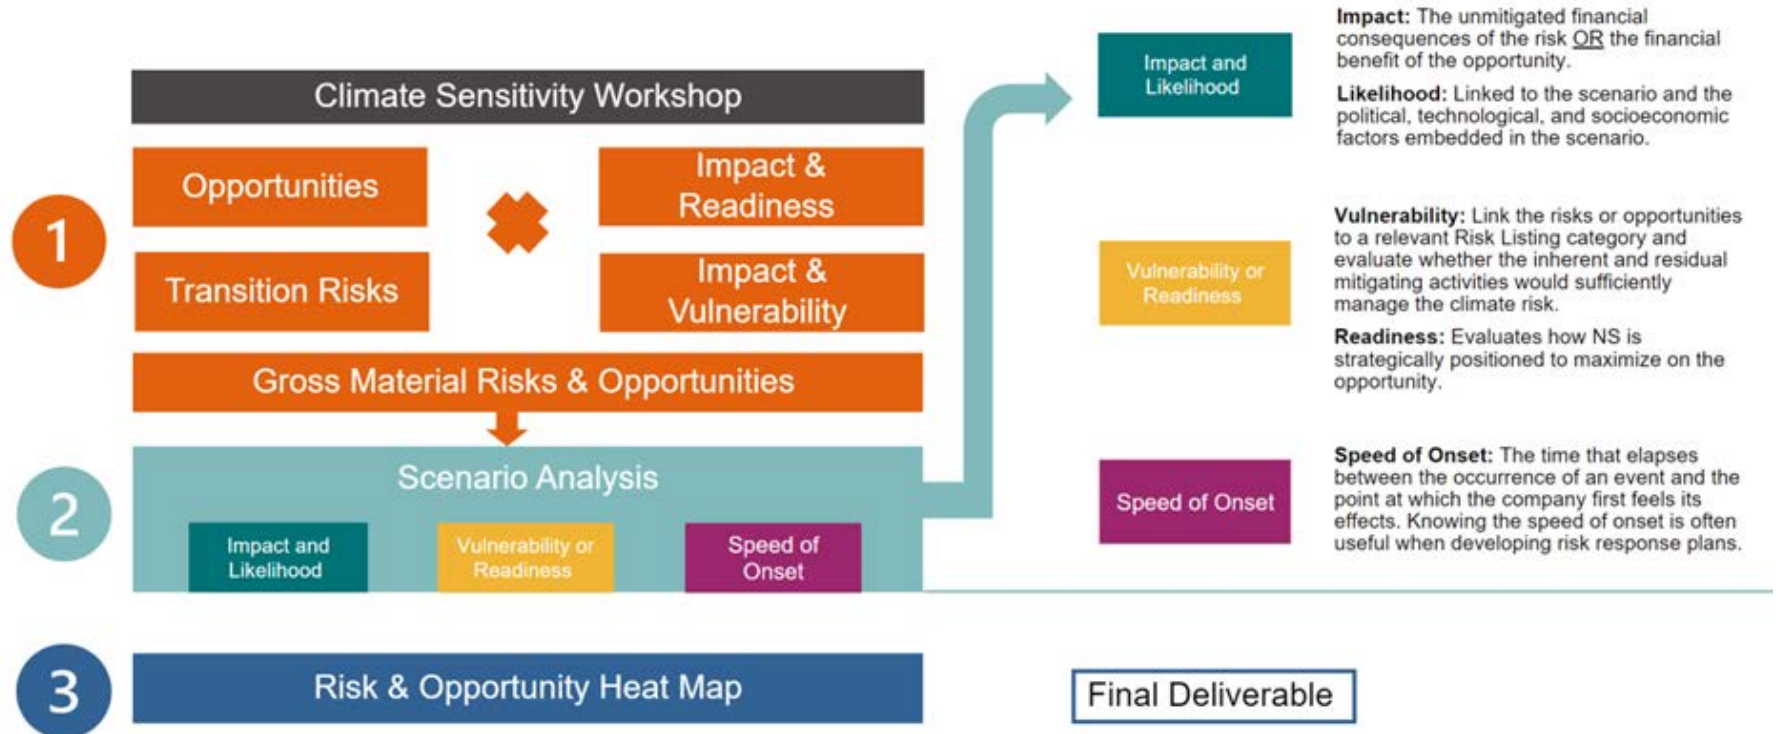 Climate Sensitivity Workshop
1
Opportunities
Impact &
Readiness
Transition Risks
Impact &
Vulnerability
Gross Material Risks & Opportunities
2
Scenario Analysis
Impact and
Likelihood
Vulnerability or
Readiness
Speed of
Onset
3
Risk & Opportunity Heat Map
Impact and
Likelihood
Impact: The unmitigated financial
consequences of the risk OR the financial
benefit of the opportunity.
Likelihood: Linked to the scenario and the
political, technological, and socioeconomic
factors embedded in the scenario.
Vulnerability or
Readiness
Vulnerability: Link the risks or opportunities
to a relevant Risk Listing category and
evaluate whether the inherent and residual
mitigating activities would sufficiently
manage the climate risk.
Readiness: Evaluates how NS is
strategically positioned to maximize on the
opportunity.
Speed of Onset
Speed of Onset: The time that elapses
between the occurrence of an event and the
point at which the company first feels its
effects. Knowing the speed of onset is often
useful when developing risk response plans.
Final Deliverable